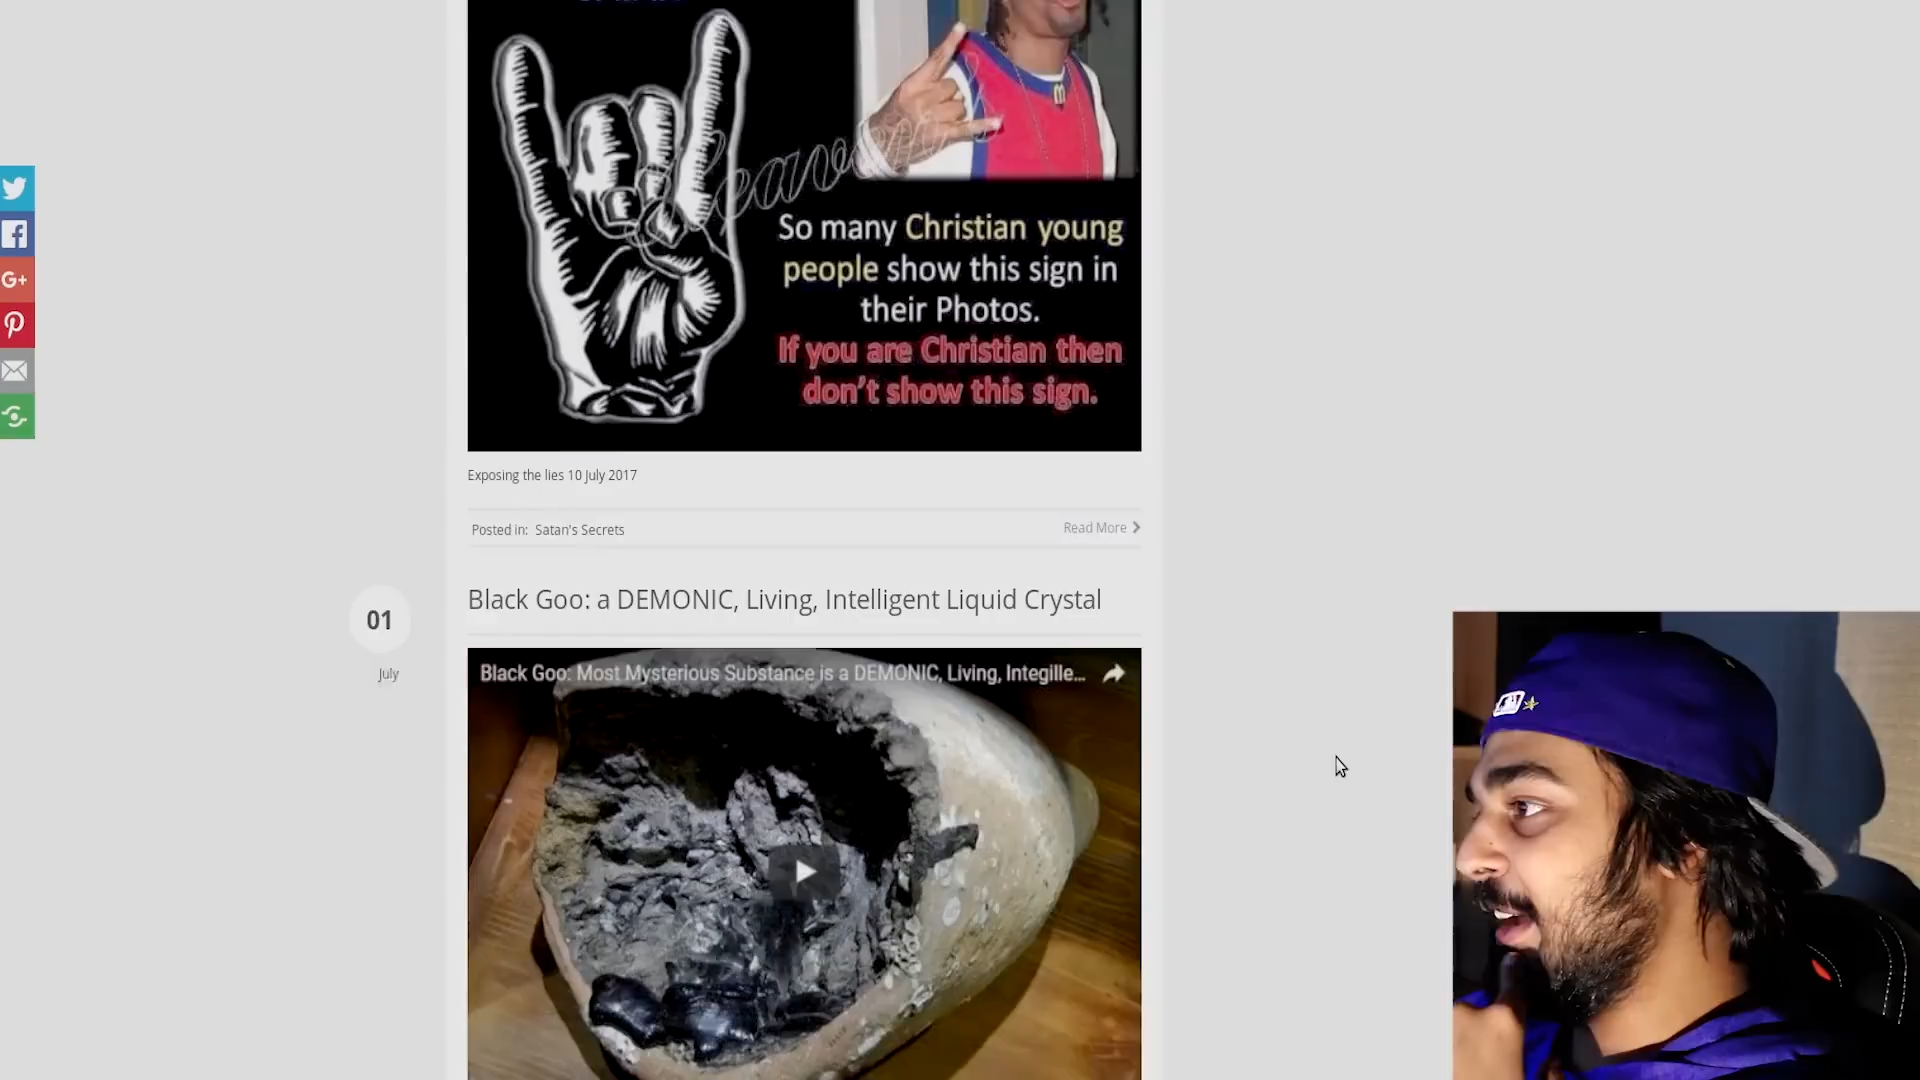 So many Christian young
people show this sign in
their Photos.
If you are Christian then
don't show this sign.
Exposing the lies 10 July 2017
Posted in: Satan's Secrets
Read More
01
July
Black Goo: a DEMONIC, Living, Intelligent Liquid Crystal
Black Goo: Most Mysterious Substance is a DEMONIC, Living, Integille...
G+